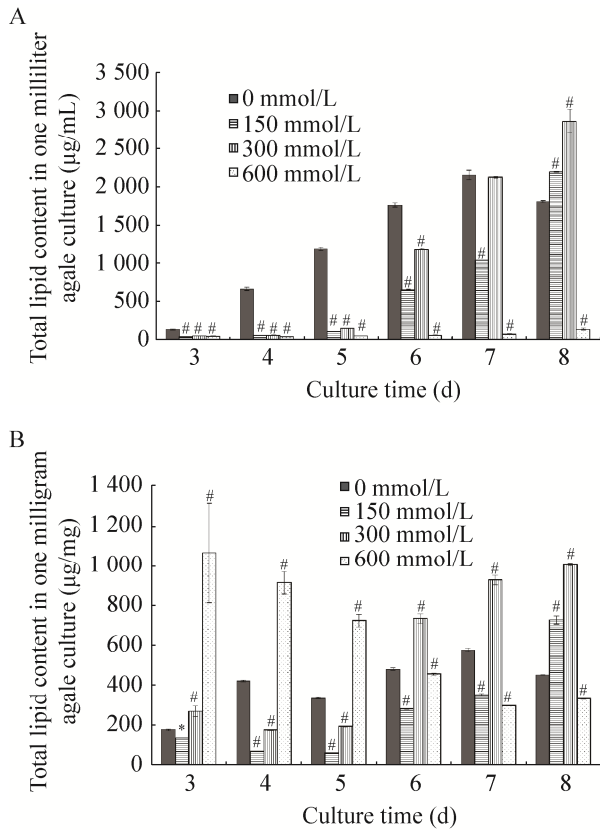 A
Total lipid content in one milliliter
agale culture (μg/mL)
3 500
3 000
2 500
2 000
1 500
1 000
500
0
0 mmol/L
150 mmol/L
300 mmol/L
600 mmol/L
# # #
# # #
# # #
# # #
# #
# # #
3 4 5 6 7 8
Culture time (d)
B
Total lipid content in one milligram
agale culture (μg/mg)
1 400
1 200
1 000
800
600
400
200
0
0 mmol/L
150 mmol/L
300 mmol/L
600 mmol/L
* # #
# # #
# # #
# # #
# # #
# # #
3 4 5 6 7 8
Culture time (d)